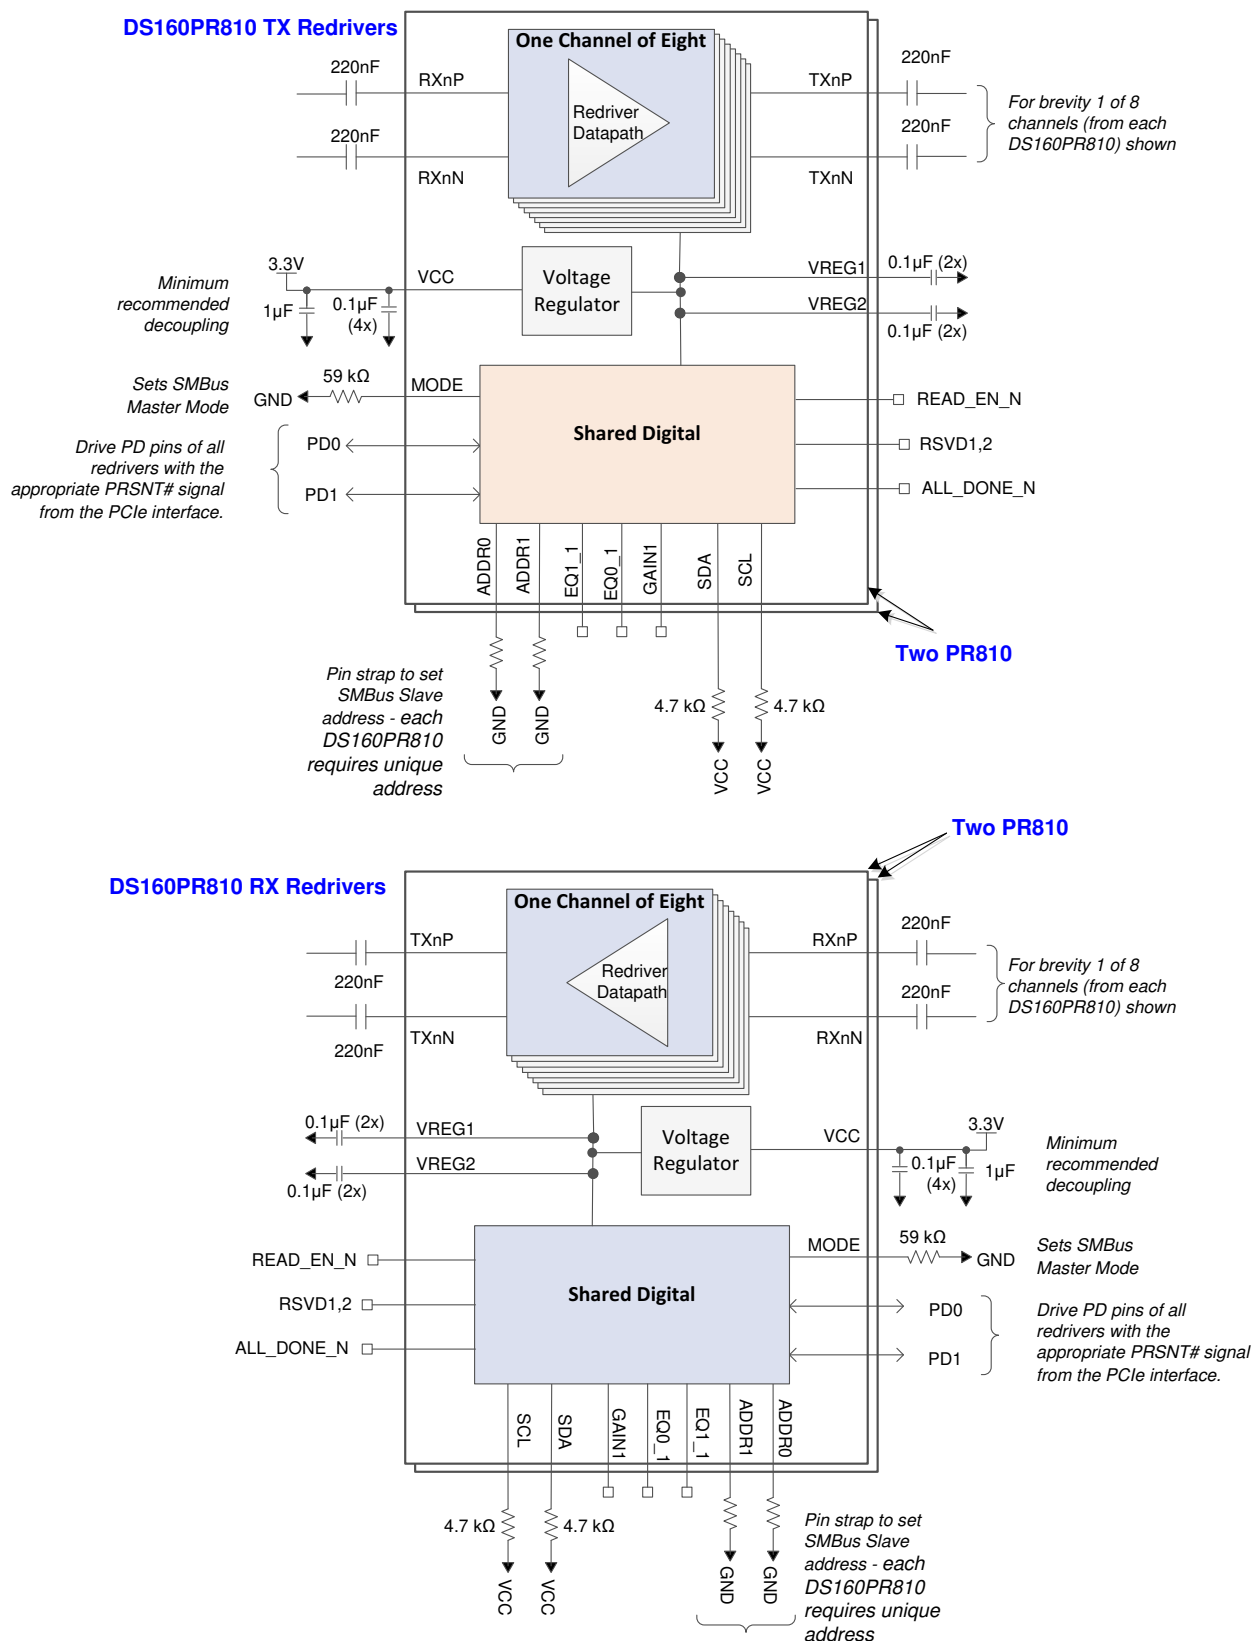 DS160PR810 TX Redrivers
One Channel of Eight
220nF
RXnP
TXnP
220nF
Redriver
Datapath
For brevity 1 of 8
channels (from each
DS160PR810) shown
220nF
RXnN
TXnN
220nF
Minimum
recommended
decoupling
3.3V
VCC
1µF
0.1µF
(4x)
Voltage
Regulator
VREG1
0.1µF (2x)
VREG2
0.1µF (2x)
Sets SMBus
Master Mode
GND
59 kΩ
MODE
Shared Digital
READ_EN_N
RSVD1,2
ALL_DONE_N
Drive PD pins of all
redrivers with the
appropriate PRSNT# signal
from the PCIe interface.
PD0
PD1
ADDR0
ADDR1
EQ1_1
EQ0_1
GAIN1
SDA
SCL
Two PR810
Pin strap to set
SMBus Slave
address - each
DS160PR810
requires unique
address
GND
GND
4.7 kΩ
4.7 kΩ
VCC
VCC
Two PR810
DS160PR810 RX Redrivers
One Channel of Eight
TXnP
220nF
RXnP
220nF
Redriver
Datapath
For brevity 1 of 8
channels (from each
DS160PR810) shown
TXnN
220nF
RXnN
220nF
0.1µF (2x)
VREG1
VREG2
0.1µF (2x)
Voltage
Regulator
VCC
3.3V
0.1µF
(4x)
1µF
Minimum
recommended
decoupling
READ_EN_N
RSVD1,2
ALL_DONE_N
Shared Digital
MODE
59 kΩ
GND
Sets SMBus
Master Mode
PD0
PD1
Drive PD pins of all
redrivers with the
appropriate PRSNT# signal
from the PCIe interface.
SCL
SDA
GAIN1
EQ0_1
EQ1_1
ADDR1
ADDR0
4.7 kΩ
4.7 kΩ
VCC
VCC
GND
GND
Pin strap to set
SMBus Slave
address - each
DS160PR810
requires unique
address